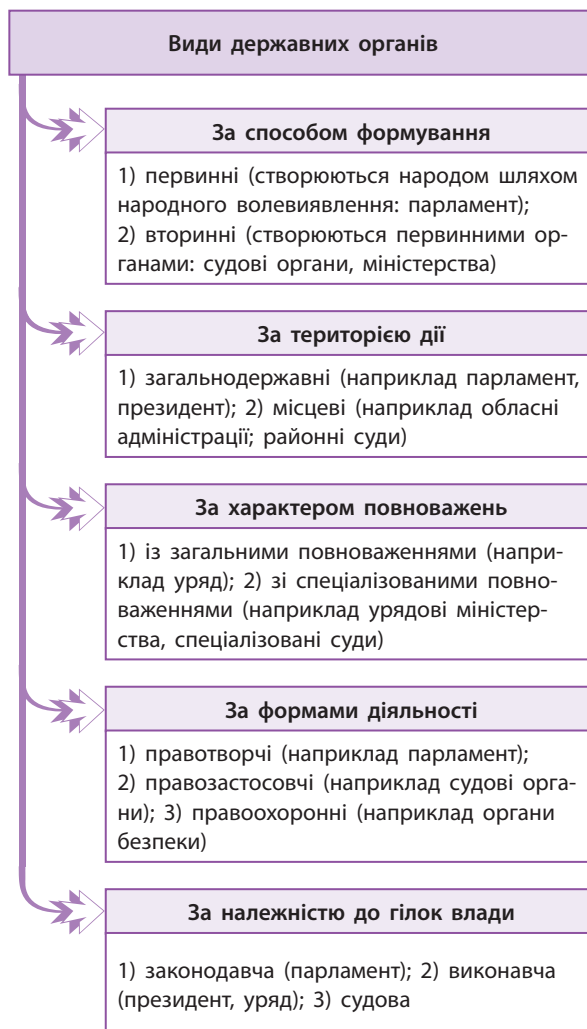 Види державних органів
За способом формування
1) первинні (створюються народом шляхом
народного волевиявлення: парламент);
2) вторинні (створюються первинними ор-
ганами: судові органи, міністерства)
За територією дії
1) загальнодержавні (наприклад парламент,
президент); 2) місцеві (наприклад обласні
адміністрації; районні суди)
За характером повноважень
1) із загальними повноваженнями (напри-
клад уряд); 2) зі спеціалізованими повно-
важеннями (наприклад урядові міністер-
ства, спеціалізовані суди)
За формами діяльності
1) правотворчі (наприклад парламент);
2) правозастосовчі (наприклад судові орга-
ни); 3) правоохоронні (наприклад органи
безпеки)
За належністю до гілок влади
1) законодавча (парламент); 2) виконавча
(президент, уряд); 3) судова